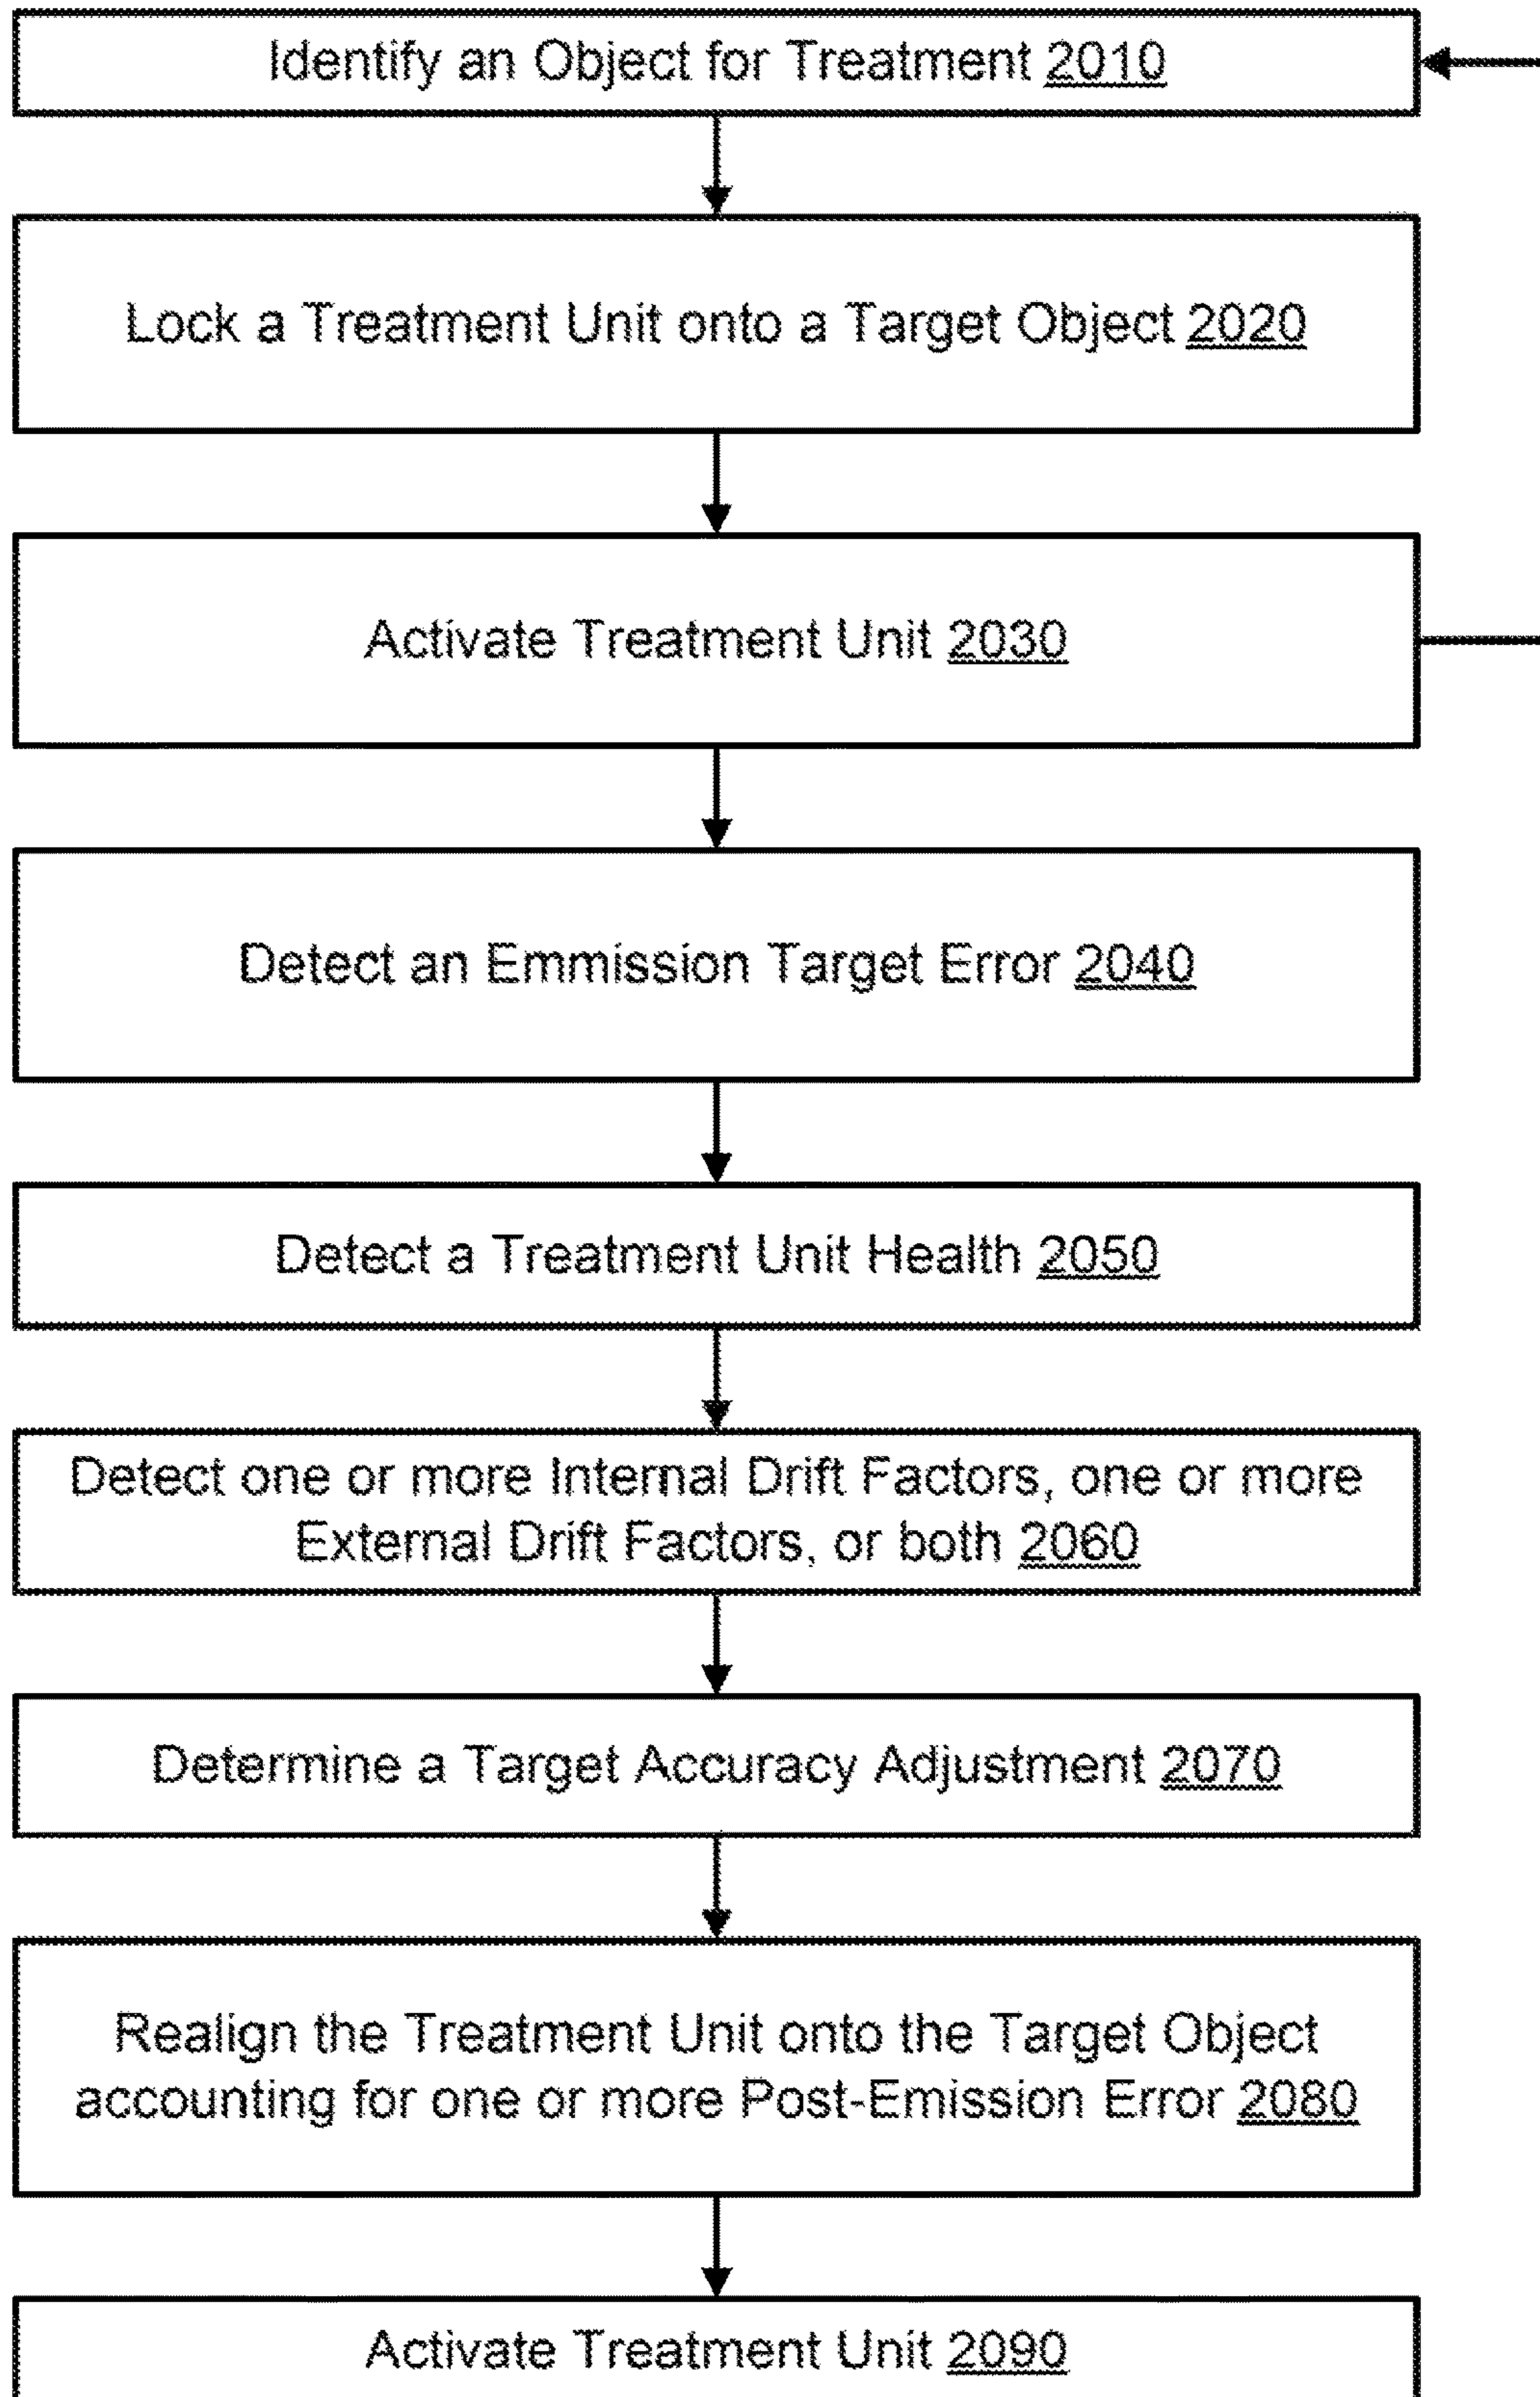 Identify an Object for Treatment 2010
Lock a Treatment Unit onto a Target Object 2020
Activate Treatment Unit 2030
Detect an Emmission Target Error 2040
Detect a Treatment Unit Health 2050
Detect one or more Internal Drift Factors, one or more
External Drift Factors, or both 2060
Determine a Target Accuracy Adjustment 2070
Realign the Treatment Unit onto the Target Object
accounting for one or more Post-Emission Error 2080
Activate Treatment Unit 2090